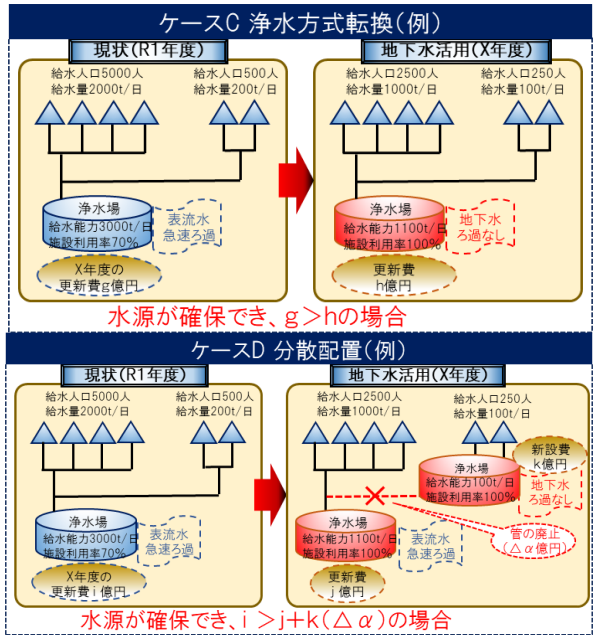 ケースC 浄水方式転換(例)
現状(R1年度)
給水人口5000人
給水量2000t/日
給水人口500人
給水量200t/日
浄水場
給水能力3000t/日
施設利用率70%
表流水
急速ろ過
X年度の
更新費g億円
地下水活用(X年度)
給水人口2500人
給水量1000t/日
給水人口250人
給水量100t/日
浄水場
給水能力1100t/日
施設利用率100%
地下水
ろ過なし
更新費
h億円
水源が確保でき、g>hの場合
ケースD 分散配置(例)
現状(R1年度)
給水人口5000人
給水量2000t/日
給水人口500人
給水量200t/日
浄水場
給水能力3000t/日
施設利用率70%
表流水
急速ろ過
X年度の
更新費i億円
地下水活用(X年度)
給水人口2500人
給水量1000t/日
給水人口250人
給水量100t/日
新設費
k億円
浄水場
給水能力100t/日
施設利用率100%
地下水
ろ過なし
浄水場
給水能力1100t/日
施設利用率100%
表流水
急速ろ過
管の廃止
(△α億円)
更新費
j億円
水源が確保でき、i>j+k(△α)の場合